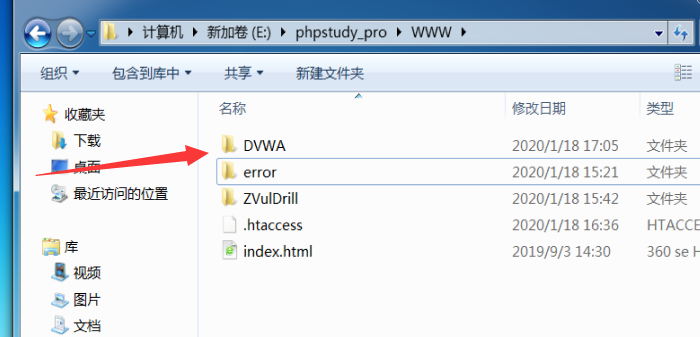 计算机 新加卷 (E:) phpstudy_pro WWW
组织 包含到库中 共享 新建文件夹
收藏夹
下载
桌面
最近访问的位置
库
视频
图片
文档
名称 修改日期 类型
DVWA 2020/1/18 17:05 文件夹
error 2020/1/18 15:21 文件夹
ZVulDrill 2020/1/18 15:42 文件夹
.htaccess 2020/1/18 16:36 HTACCE
index.html 2019/9/3 14:30 360 se H